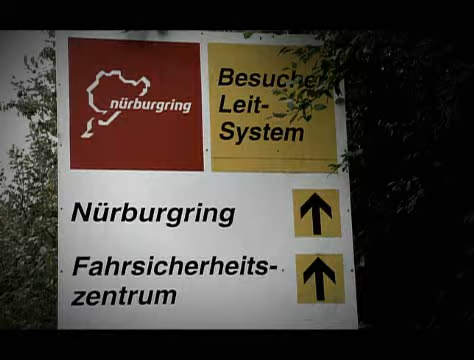 nürburgring
Besucher
Leit-
System
Nürburgring
Fahrsicherheits-
zentrum